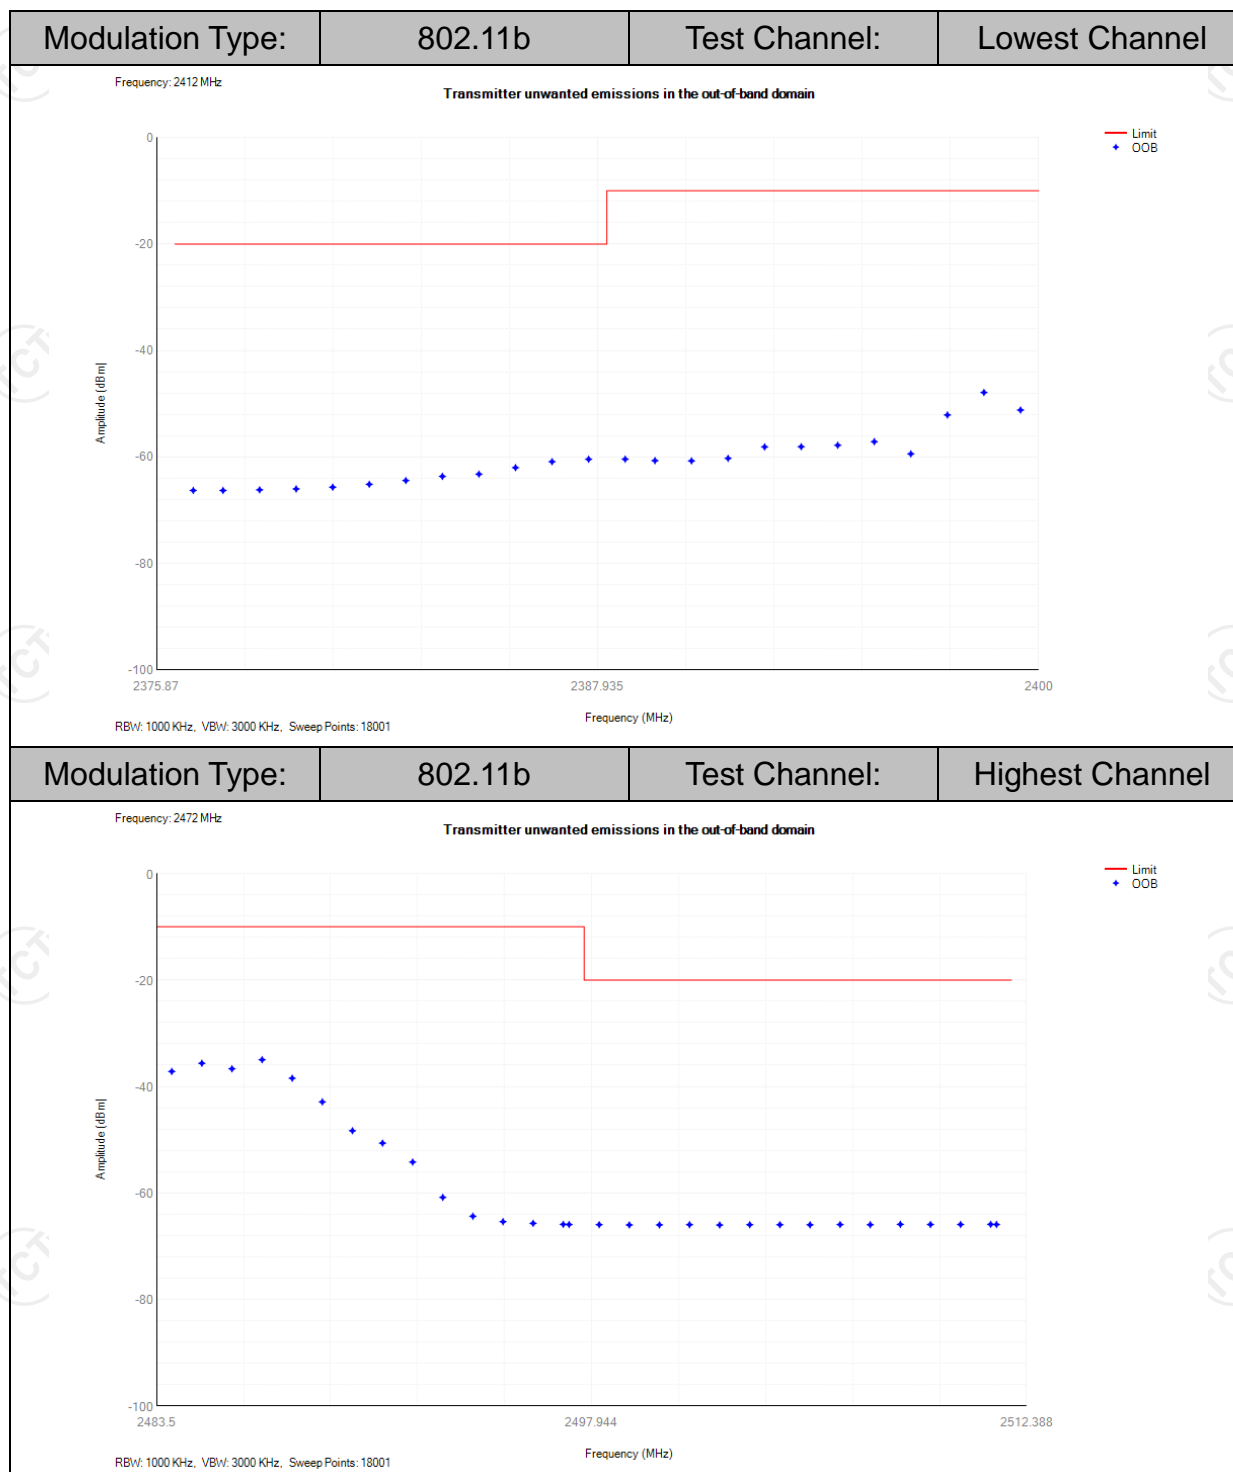 Modulation Type: 802.11b Test Channel: Lowest Channel
Frequency: 2412 MHz
Transmitter unwanted emissions in the out-of-band domain
Limit
OOB
0
-20
-40
-60
-80
-100
Amplitude [dBm]
2375.87 2387.935 2400
Frequency (MHz)
RBW: 1000 KHz, VBW: 3000 KHz, Sweep Points: 18001
Modulation Type: 802.11b Test Channel: Highest Channel
Frequency: 2472 MHz
Transmitter unwanted emissions in the out-of-band domain
Limit
OOB
0
-20
-40
-60
-80
-100
Amplitude [dBm]
2483.5 2497.944 2512.388
Frequency (MHz)
RBW: 1000 KHz, VBW: 3000 KHz, Sweep Points: 18001